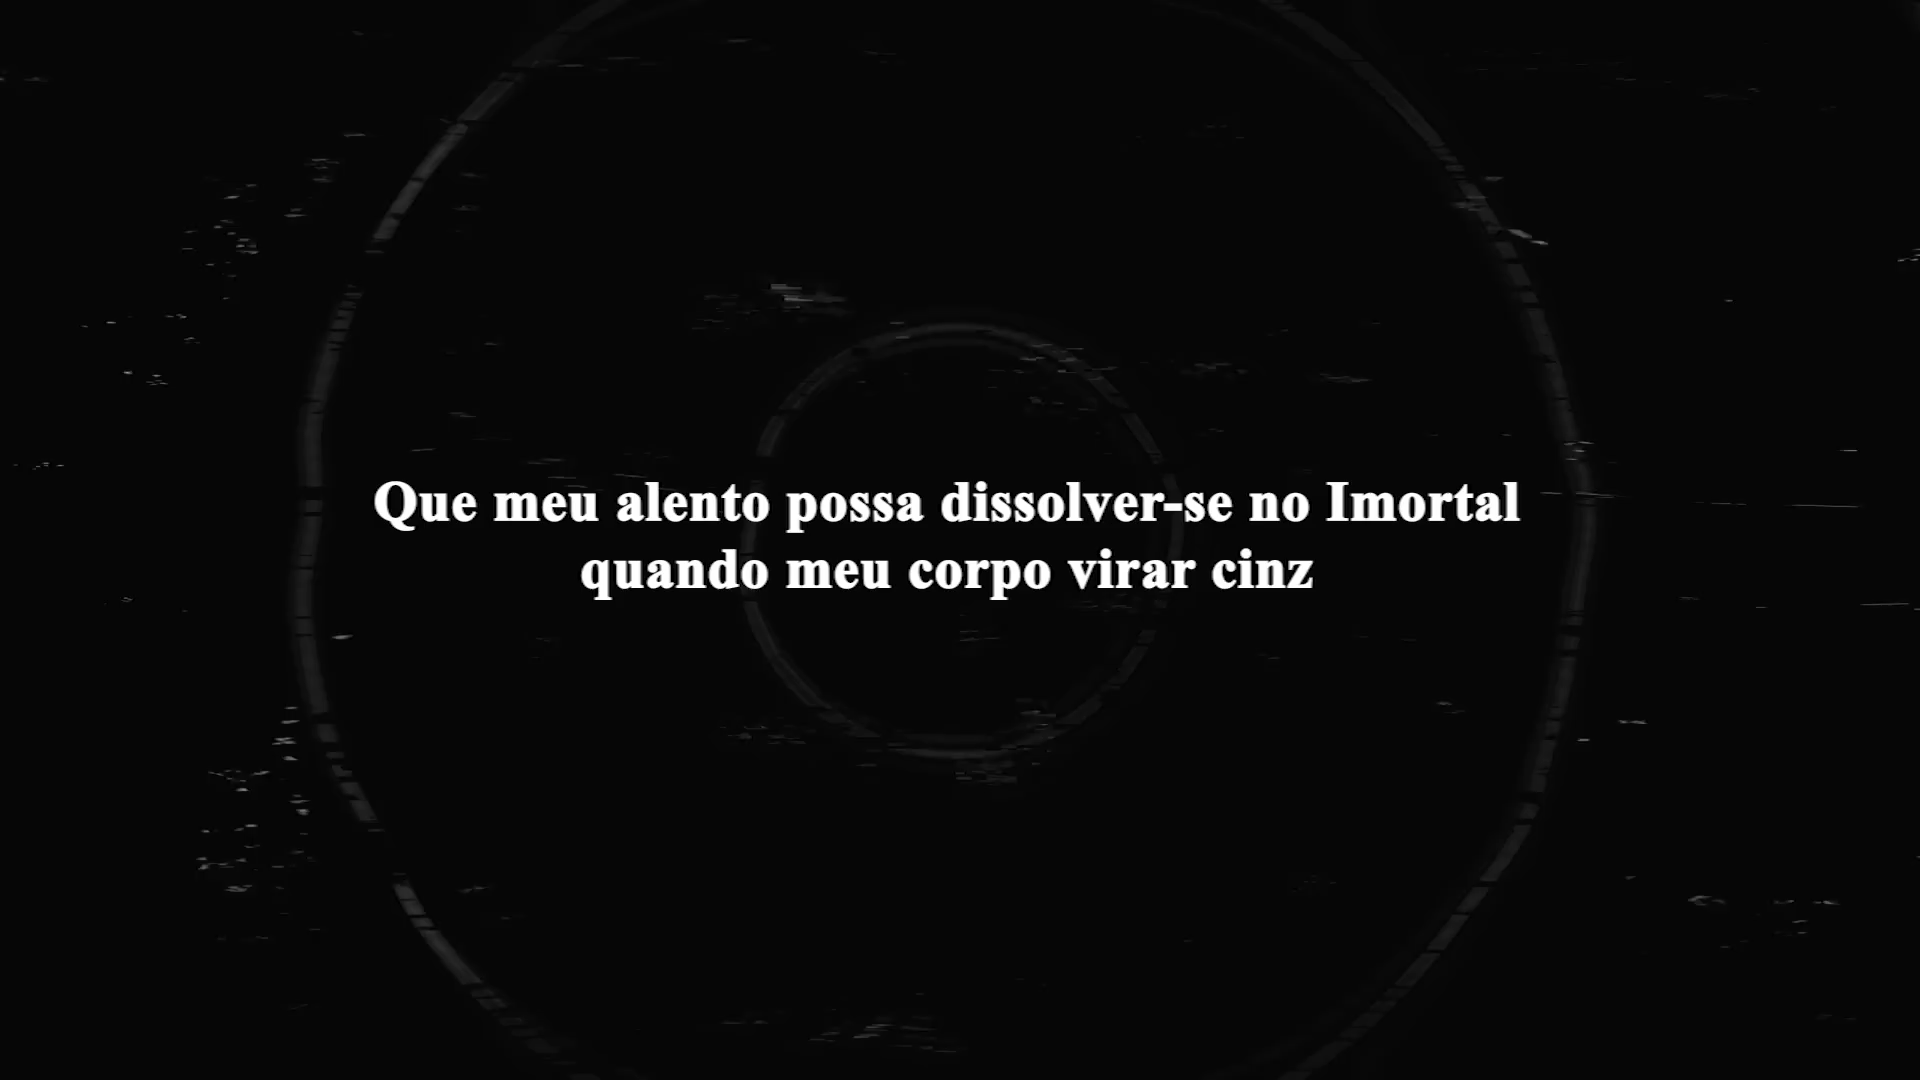 Que meu alento possa dissolver-se no Imortal
quando meu corpo virar cinz